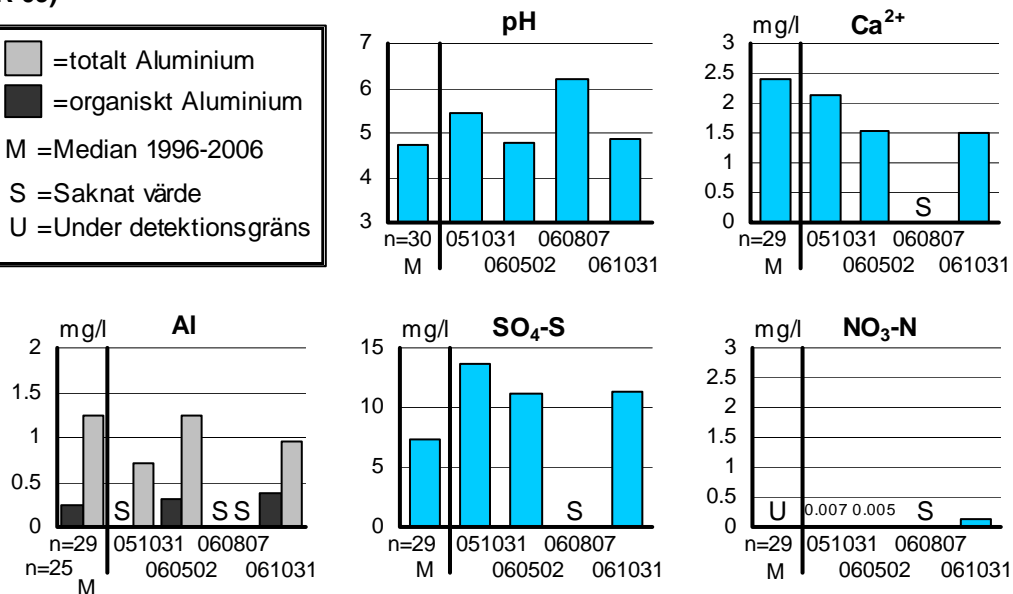 =totalt Aluminium
=organiskt Aluminium
M =Median 1996-2006
S =Saknat värde
U =Under detektionsgräns
pH
7
6
5
4
3
n=30 051031 060807
M 060502 061031
mg/l Ca2+
3
2.5
2
1.5
1
0.5
0
S
n=29 051031 060807
M 060502 061031
mg/l Al
2
1.5
1
0.5
0
S S S
n=29 051031 060807
n=25 060502 061031
M
mg/l SO4-S
15
10
5
0
S
n=29 051031 060807
M 060502 061031
mg/l NO3-N
3
2.5
2
1.5
1
0.5
0
U 0.007 0.005 S
n=29 051031 060807
M 060502 061031